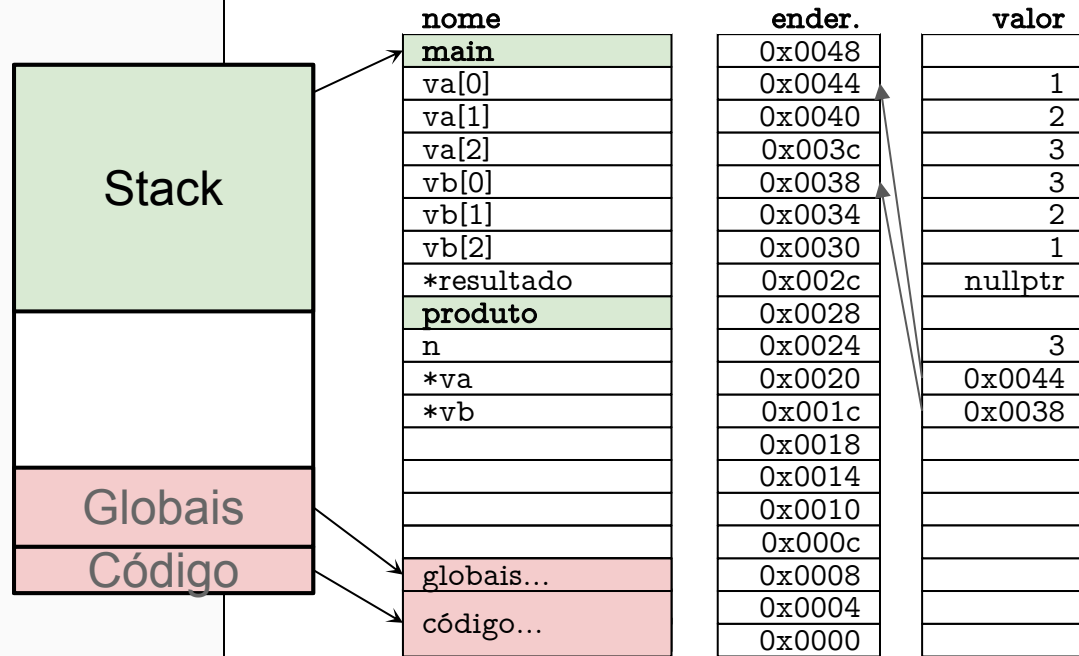 nome ender. valor
main 0x0048
va[0] 0x0044 1
va[1] 0x0040 2
va[2] 0x003c 3
vb[0] 0x0038 3
vb[1] 0x0034 2
vb[2] 0x0030 1
*resultado 0x002c nullptr
produto 0x0028
n 0x0024 3
*va 0x0020 0x0044
*vb 0x001c 0x0038
0x0018
0x0014
0x0010
0x000c
globais... 0x0008
código... 0x0004
0x0000
Stack
Globais
Código